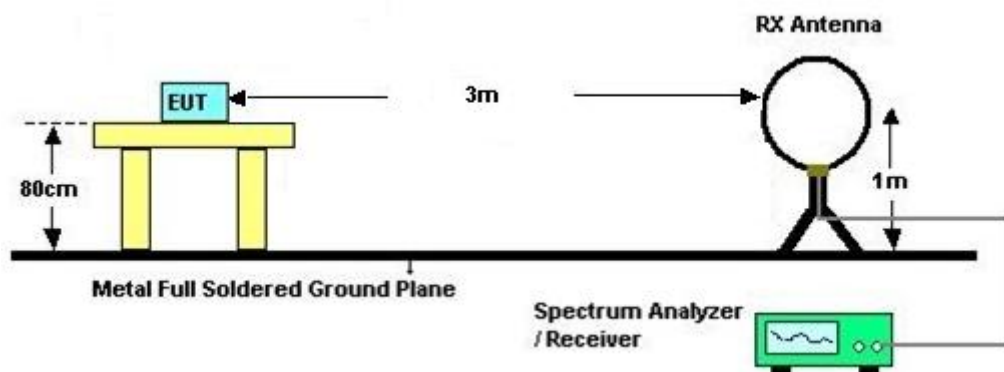 RX Antenna
EUT
3m
80cm
1m
Metal Full Soldered Ground Plane
Spectrum Analyzer
/ Receiver